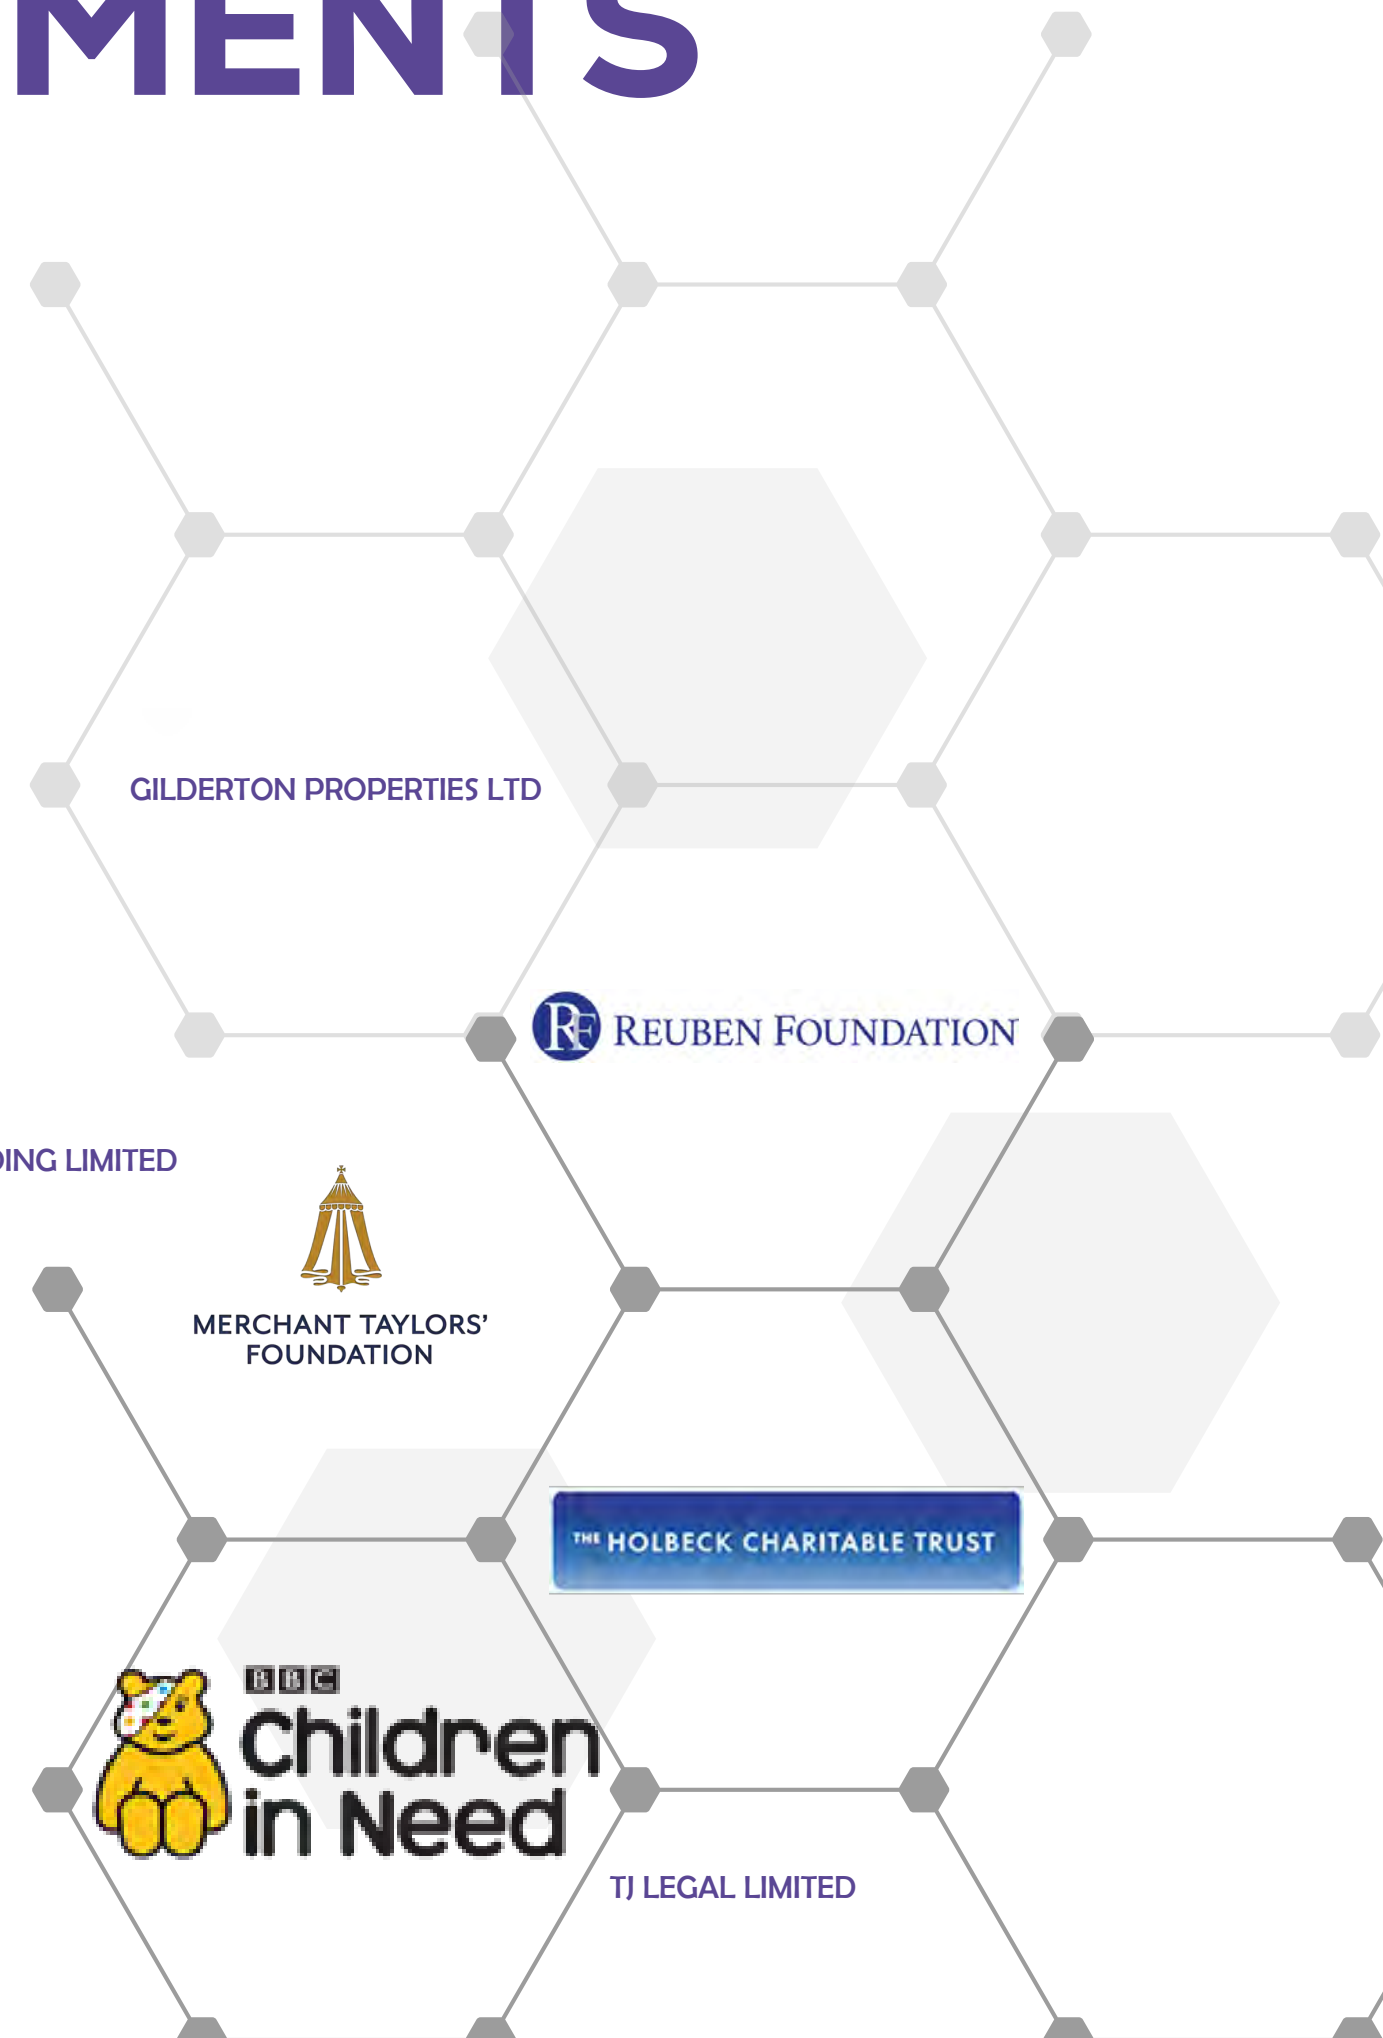 MENTS
GILDERTON PROPERTIES LTD
RF REUBEN FOUNDATION
DING LIMITED
MERCHANT TAYLORS'
FOUNDATION
THE HOLBECK CHARITABLE TRUST
BBC
Children
in Need
TJ LEGAL LIMITED